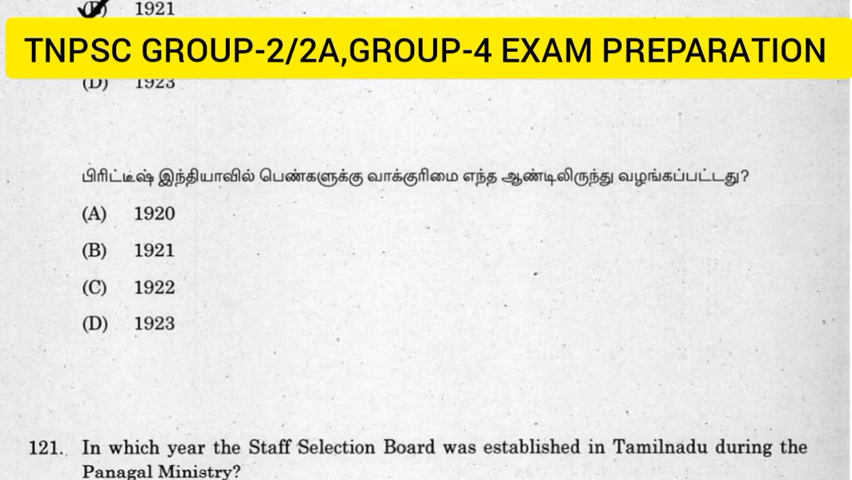 (B) 1921
TNPSC GROUP-2/2A,GROUP-4 EXAM PREPARATION
(D) 1923
பிரிட்டீஷ் இந்தியாவில் பெண்களுக்கு வாக்குரிமை எந்த ஆண்டிலிருந்து வழங்கப்பட்டது?
(A) 1920
(B) 1921
(C) 1922
(D) 1923
121. In which year the Staff Selection Board was established in Tamilnadu during the
Panagal Ministry?